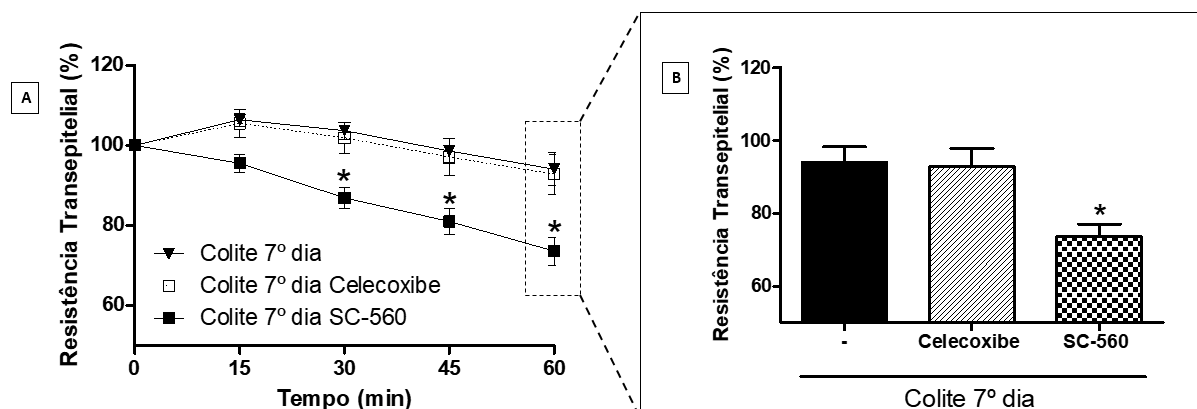 A
Resistência Transepitelial (%)
120
100
80
60
*
*
*
Colite 7º dia
Colite 7º dia Celecoxibe
Colite 7º dia SC-560
0 15 30 45 60
Tempo (min)
B
Resistência Transepitelial (%)
120
100
80
60
*
- Celecoxibe SC-560
Colite 7º dia